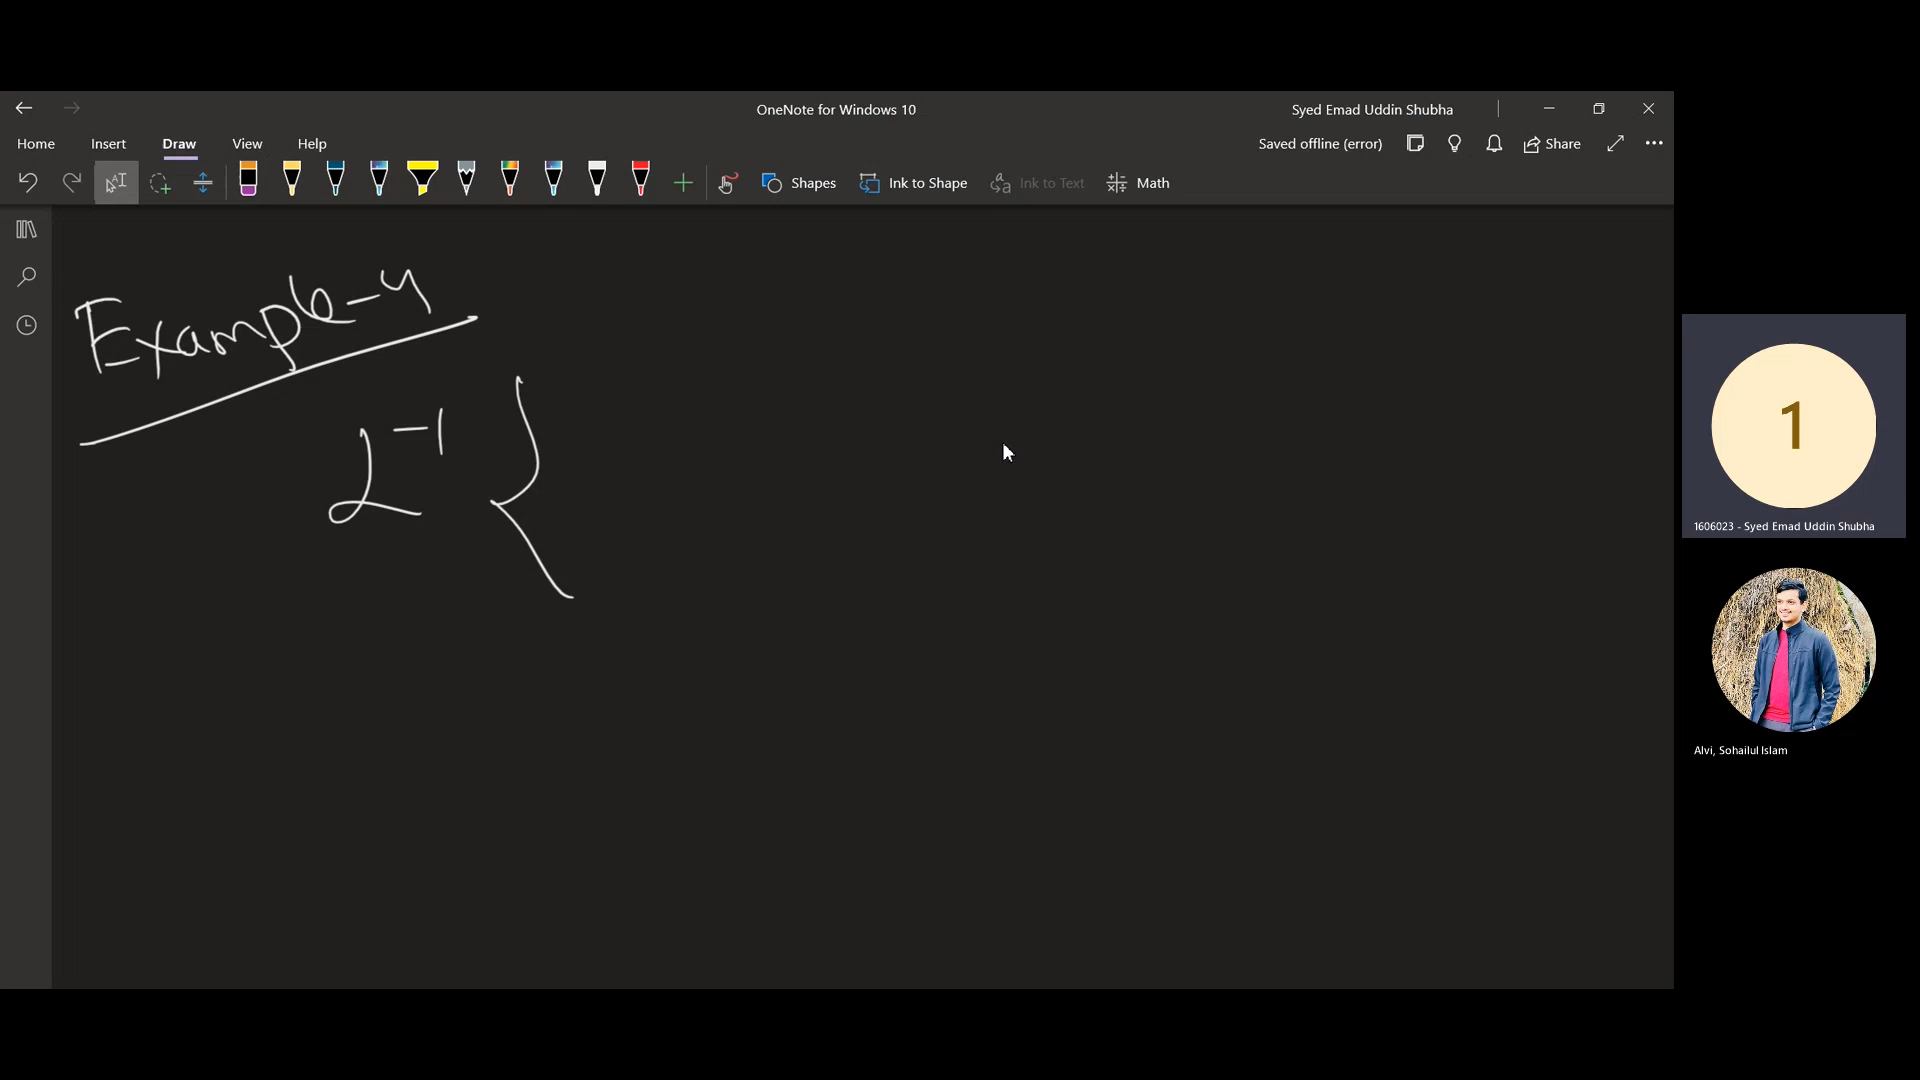 OneNote for Windows 10
Syed Emad Uddin Shubha
Home Insert Draw View Help
Saved offline (error)
Share
Shapes
Ink to Shape
Ink to Text
Math
Example-4
ℒ⁻¹ {
1
1606023 - Syed Emad Uddin Shubha
Alvi, Sohailul Islam